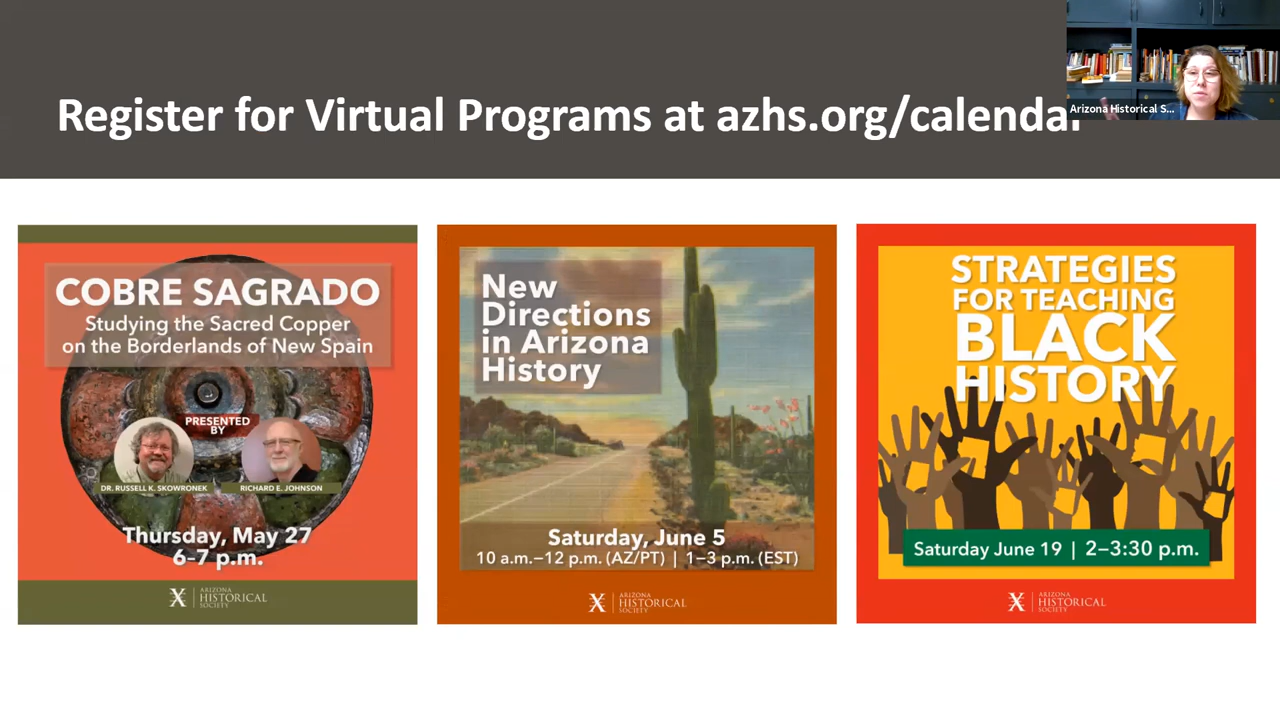 Register for Virtual Programs at azhs.org/calendar
Arizona Historical S...
COBRE SAGRADO
Studying the Sacred Copper
on the Borderlands of New Spain
PRESENTED
BY
DR. RUSSELL K. SKOWRONEK
RICHARD E. JOHNSON
Thursday, May 27
6–7 p.m.
ARIZONA
HISTORICAL
SOCIETY
New
Directions
in Arizona
History
Saturday, June 5
10 a.m.–12 p.m. (AZ/PT) | 1–3 p.m. (EST)
ARIZONA
HISTORICAL
SOCIETY
STRATEGIES
FOR TEACHING
BLACK
HISTORY
Saturday June 19 | 2–3:30 p.m.
ARIZONA
HISTORICAL
SOCIETY